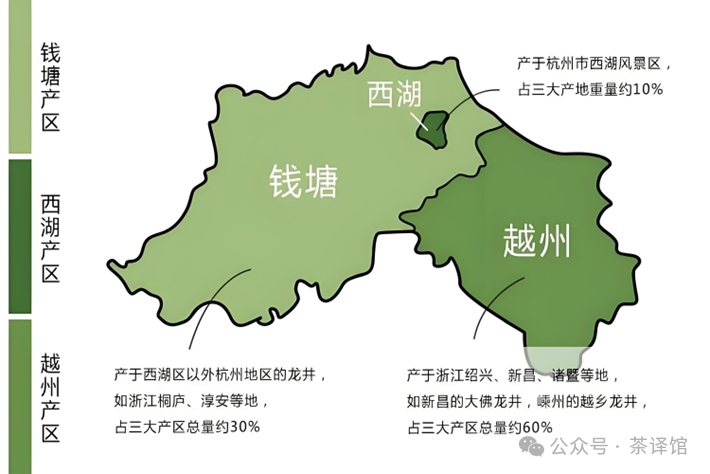 钱塘产区
西湖产区
越州产区
西湖
钱塘
越州
产于杭州市西湖风景区，
占三大产地重量约10%
产于西湖区以外杭州地区的龙井，
如浙江桐庐、淳安等地，
占三大产区总量约30%
产于浙江绍兴、新昌、诸暨等地，
如新昌的大佛龙井，嵊州的越乡龙井，
占三大产区总量约60%
公众号·茶译馆